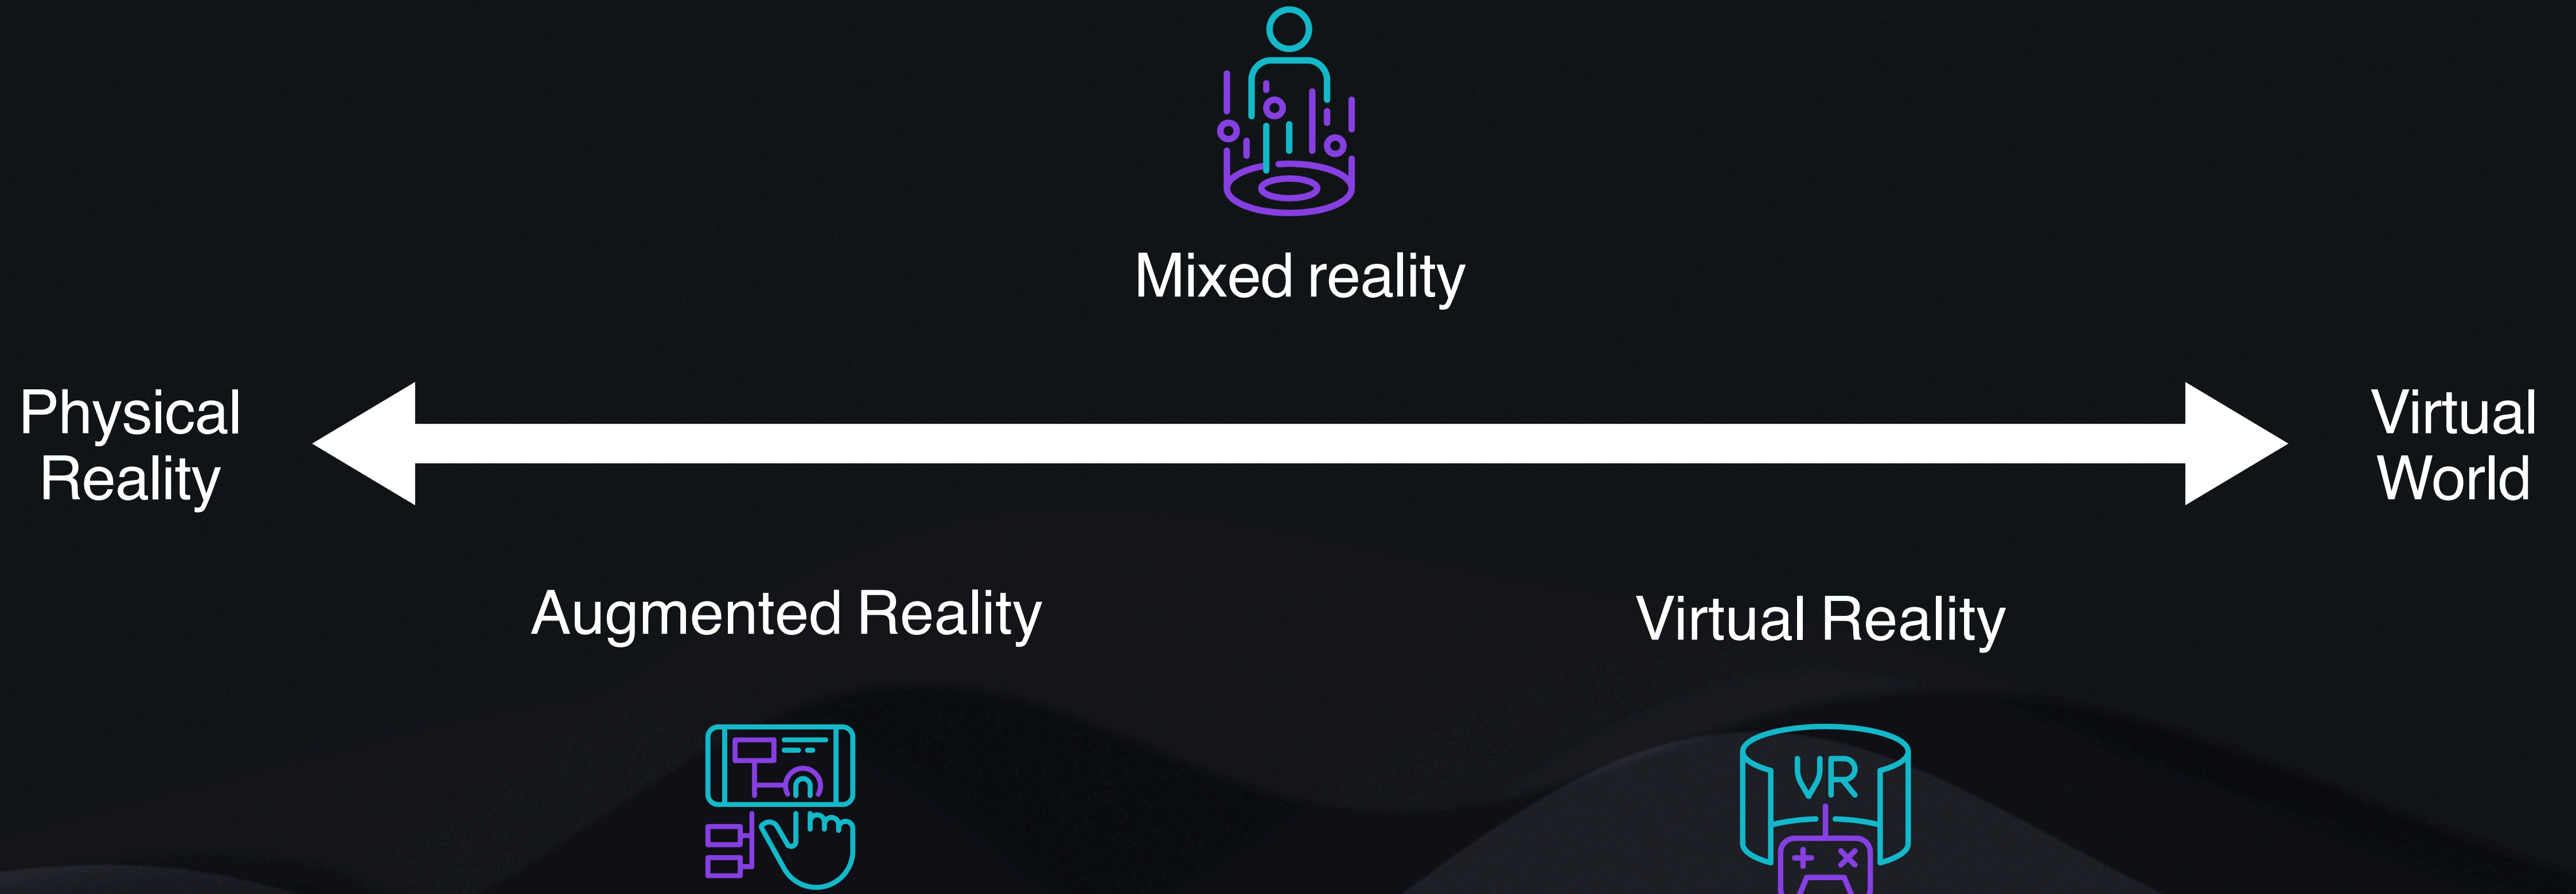 Mixed reality
Physical
Reality
Virtual
World
Augmented Reality
Virtual Reality
VR